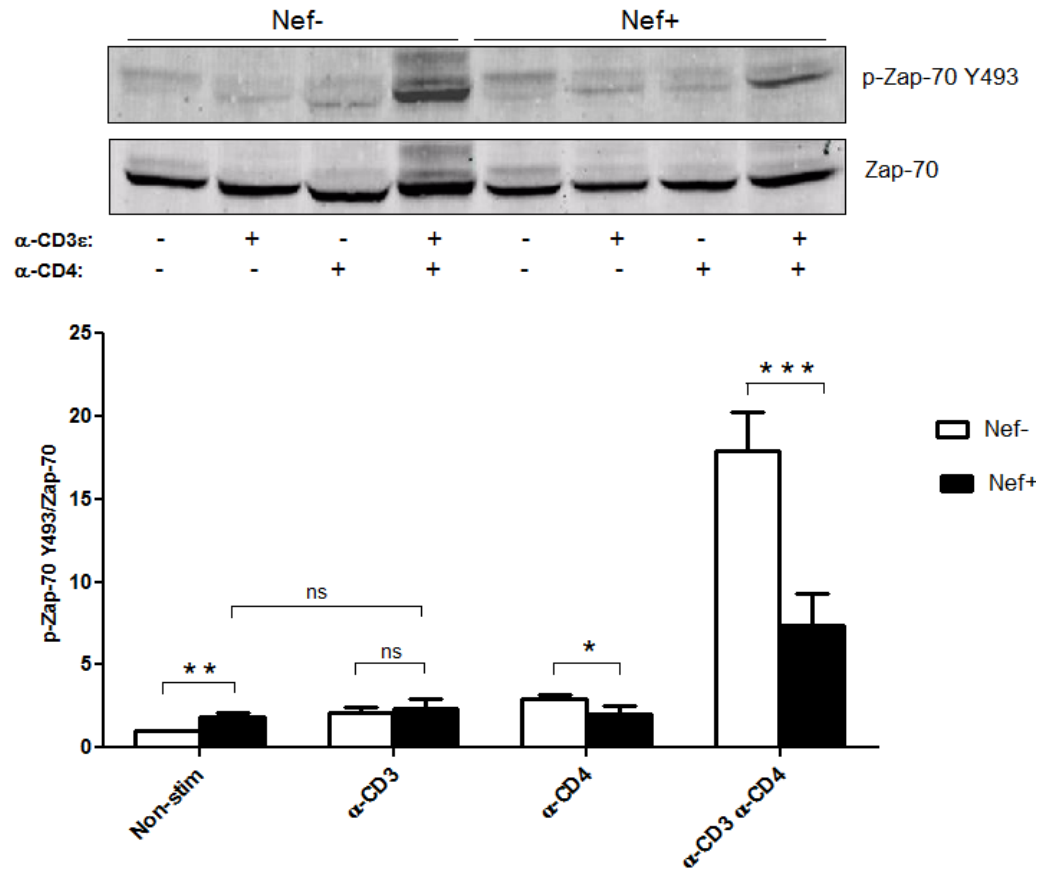 Nef- Nef+
p-Zap-70 Y493
Zap-70
α-CD3ε: - + - + - + - +
α-CD4: - - + + - - + +
25
20
15
10
5
0
p-Zap-70 Y493/Zap-70
* *
ns
ns
*
* * *
Nef-
Nef+
Non-stim
α-CD3
α-CD4
α-CD3 α-CD4